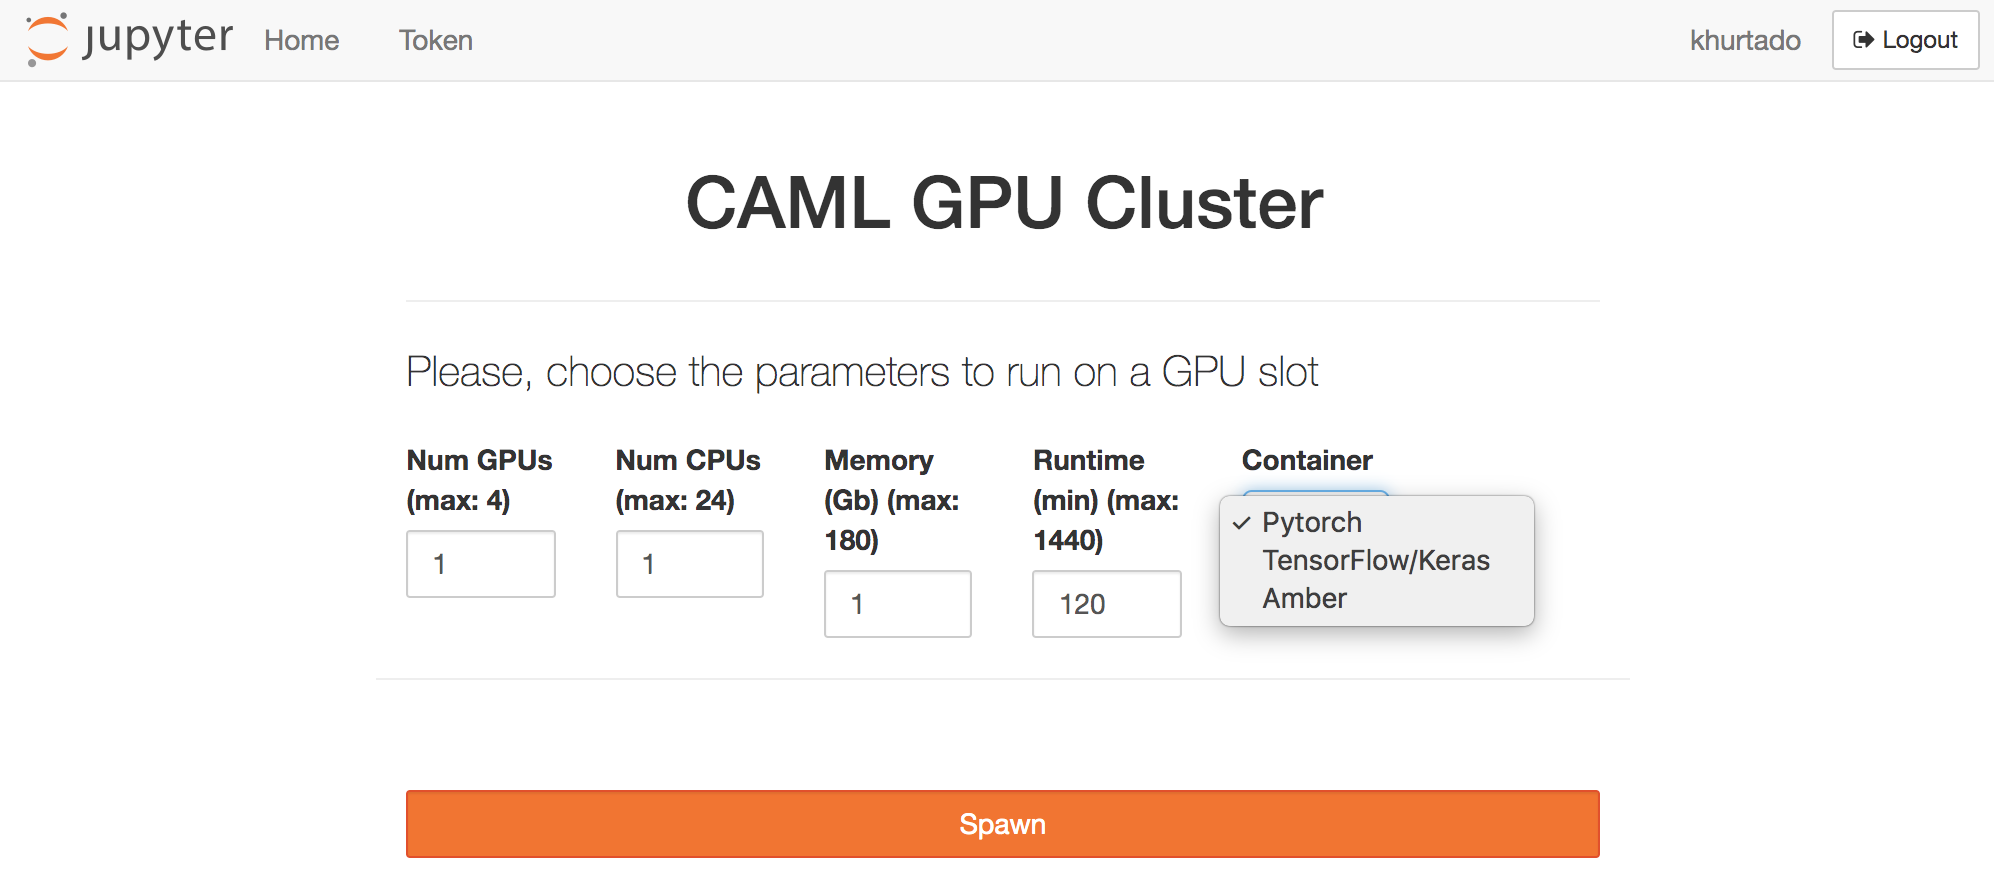 jupyter Home Token khurtado Logout
CAML GPU Cluster
Please, choose the parameters to run on a GPU slot
Num GPUs
(max: 4)
1
Num CPUs
(max: 24)
1
Memory
(Gb) (max:
180)
1
Runtime
(min) (max:
1440)
120
Container
✓ Pytorch
TensorFlow/Keras
Amber
Spawn